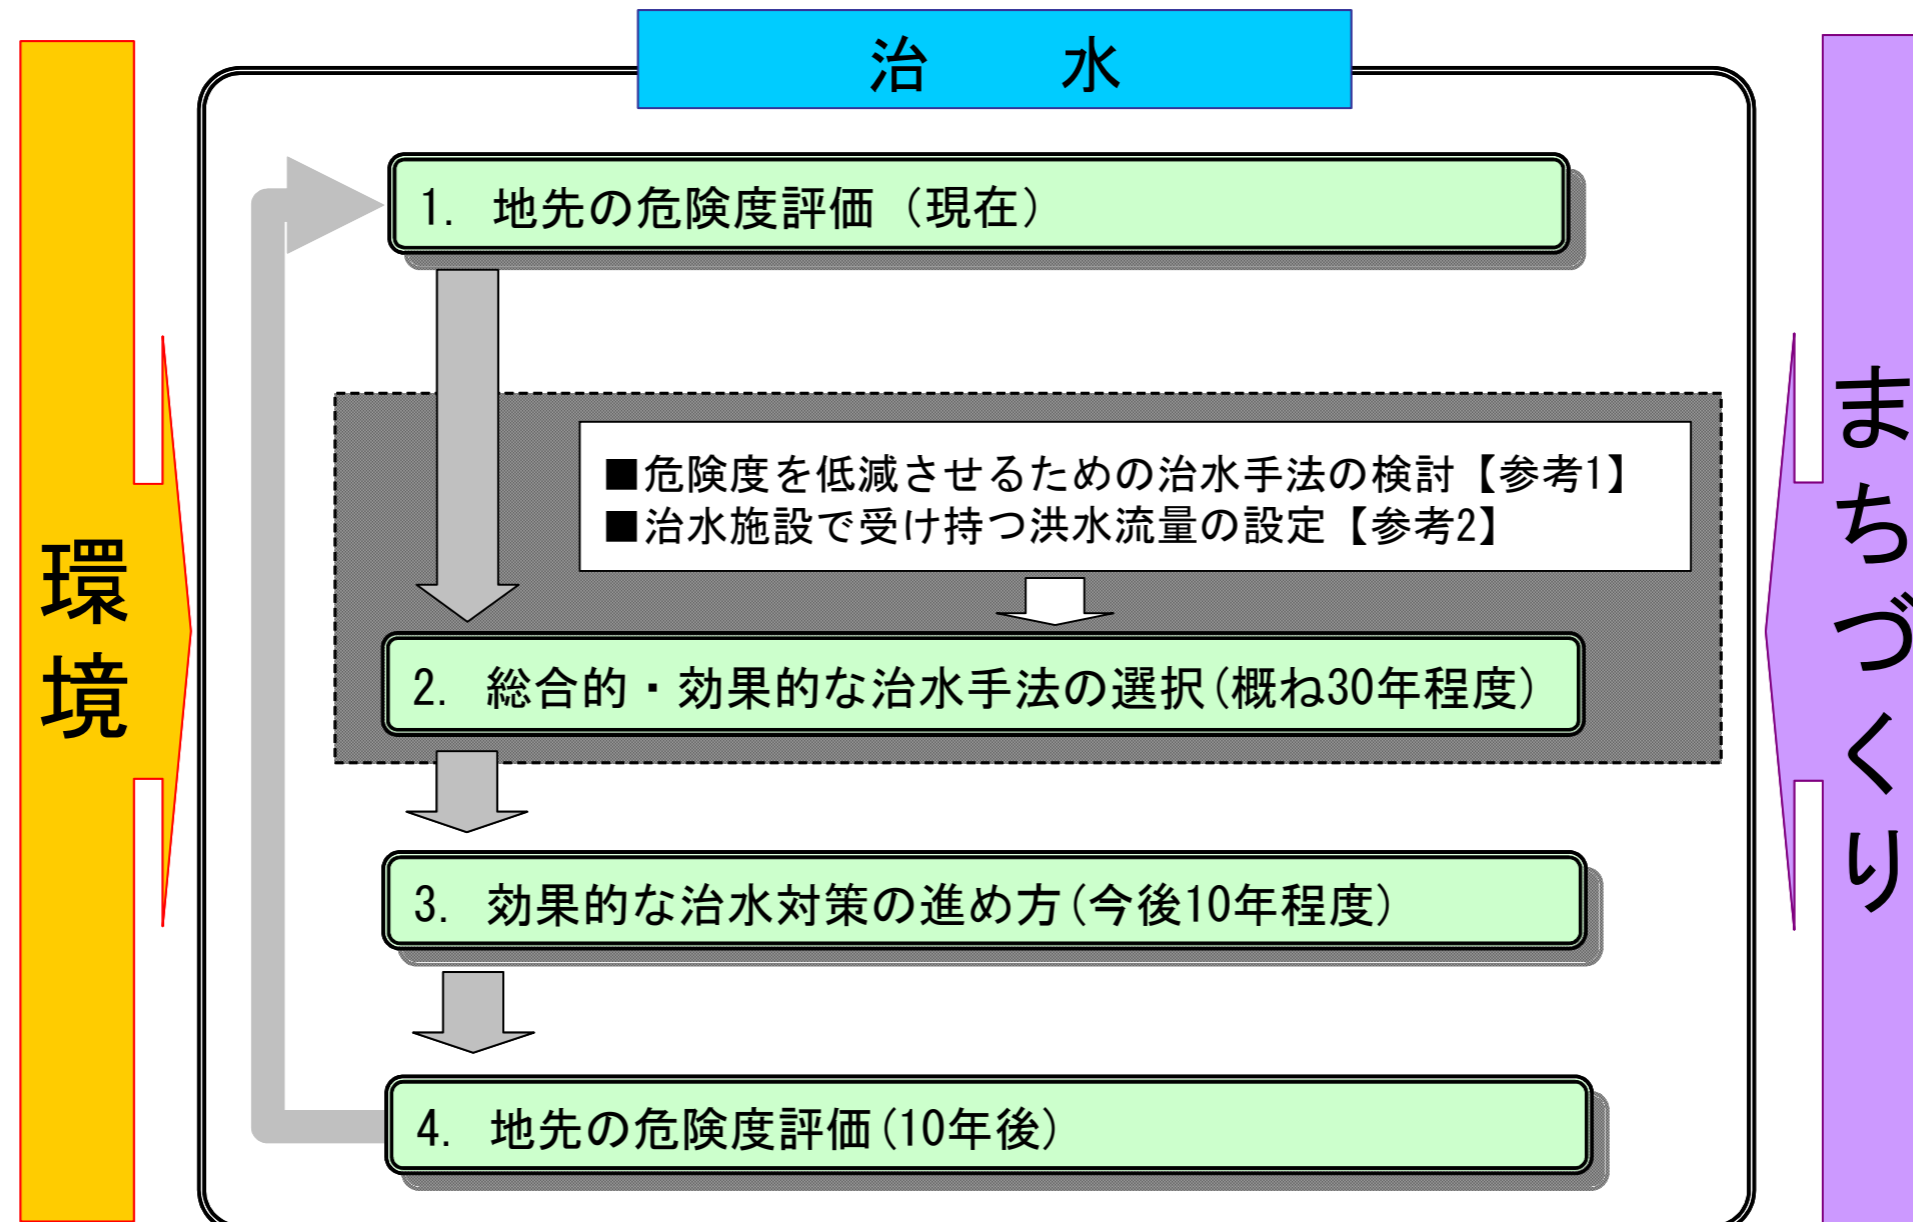 治　水
環境
まちづくり
1. 地先の危険度評価（現在）
■危険度を低減させるための治水手法の検討【参考1】
■治水施設で受け持つ洪水流量の設定【参考2】
2. 総合的・効果的な治水手法の選択(概ね30年程度)
3. 効果的な治水対策の進め方(今後10年程度)
4. 地先の危険度評価(10年後)